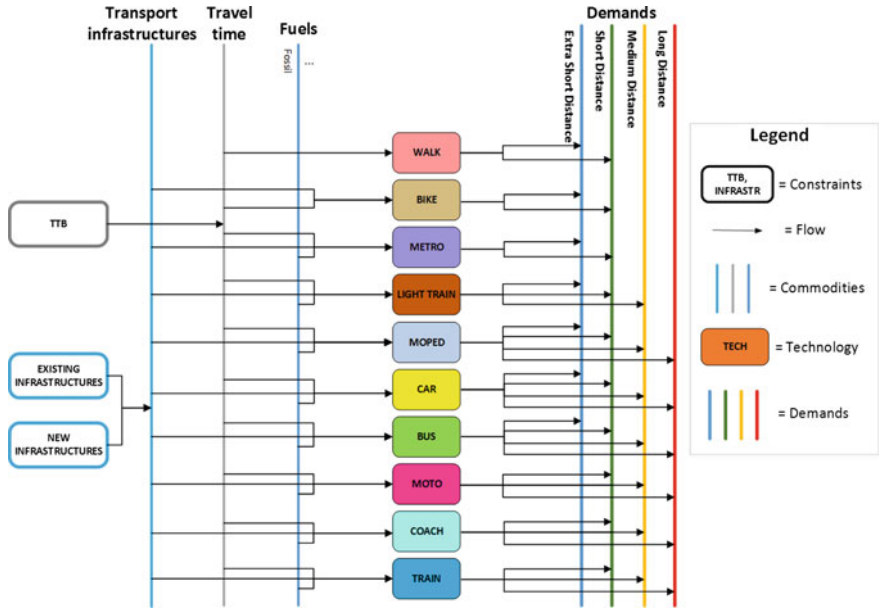 Transport
infrastructures
Travel
time
Fuels
Fossil
...
Demands
Extra Short Distance
Short Distance
Medium Distance
Long Distance
WALK
BIKE
TTB
METRO
LIGHT TRAIN
MOPED
EXISTING
INFRASTRUCTURES
CAR
NEW
INFRASTRUCTURES
BUS
MOTO
COACH
TRAIN
Legend
TTB,
INFRASTR
= Constraints
= Flow
= Commodities
TECH
= Technology
= Demands